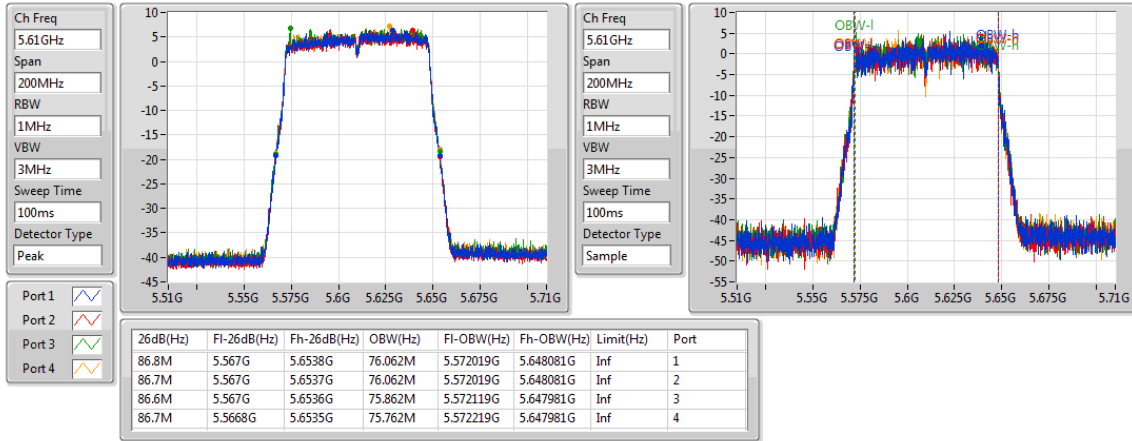 Ch Freq
5.61GHz
Span
200MHz
RBW
1MHz
VBW
3MHz
Sweep Time
100ms
Detector Type
Peak
10
5
0
-5
-10
-15
-20
-25
-30
-35
-40
-45
5.51G 5.55G 5.575G 5.6G 5.625G 5.65G 5.675G 5.71G
Ch Freq
5.61GHz
Span
200MHz
RBW
1MHz
VBW
3MHz
Sweep Time
100ms
Detector Type
Sample
10
5
0
-5
-10
-15
-20
-25
-30
-35
-40
-45
-50
-55
OBW-l
5.51G 5.55G 5.575G 5.6G 5.625G 5.65G 5.675G 5.71G
Port 1
Port 2
Port 3
Port 4
26dB(Hz) Fl-26dB(Hz) Fh-26dB(Hz) OBW(Hz) Fl-OBW(Hz) Fh-OBW(Hz) Limit(Hz) Port
86.8M 5.567G 5.6538G 76.062M 5.572019G 5.648081G Inf 1
86.7M 5.567G 5.6537G 76.062M 5.572019G 5.648081G Inf 2
86.6M 5.567G 5.6536G 75.862M 5.572119G 5.647981G Inf 3
86.7M 5.5668G 5.6535G 75.762M 5.572219G 5.647981G Inf 4